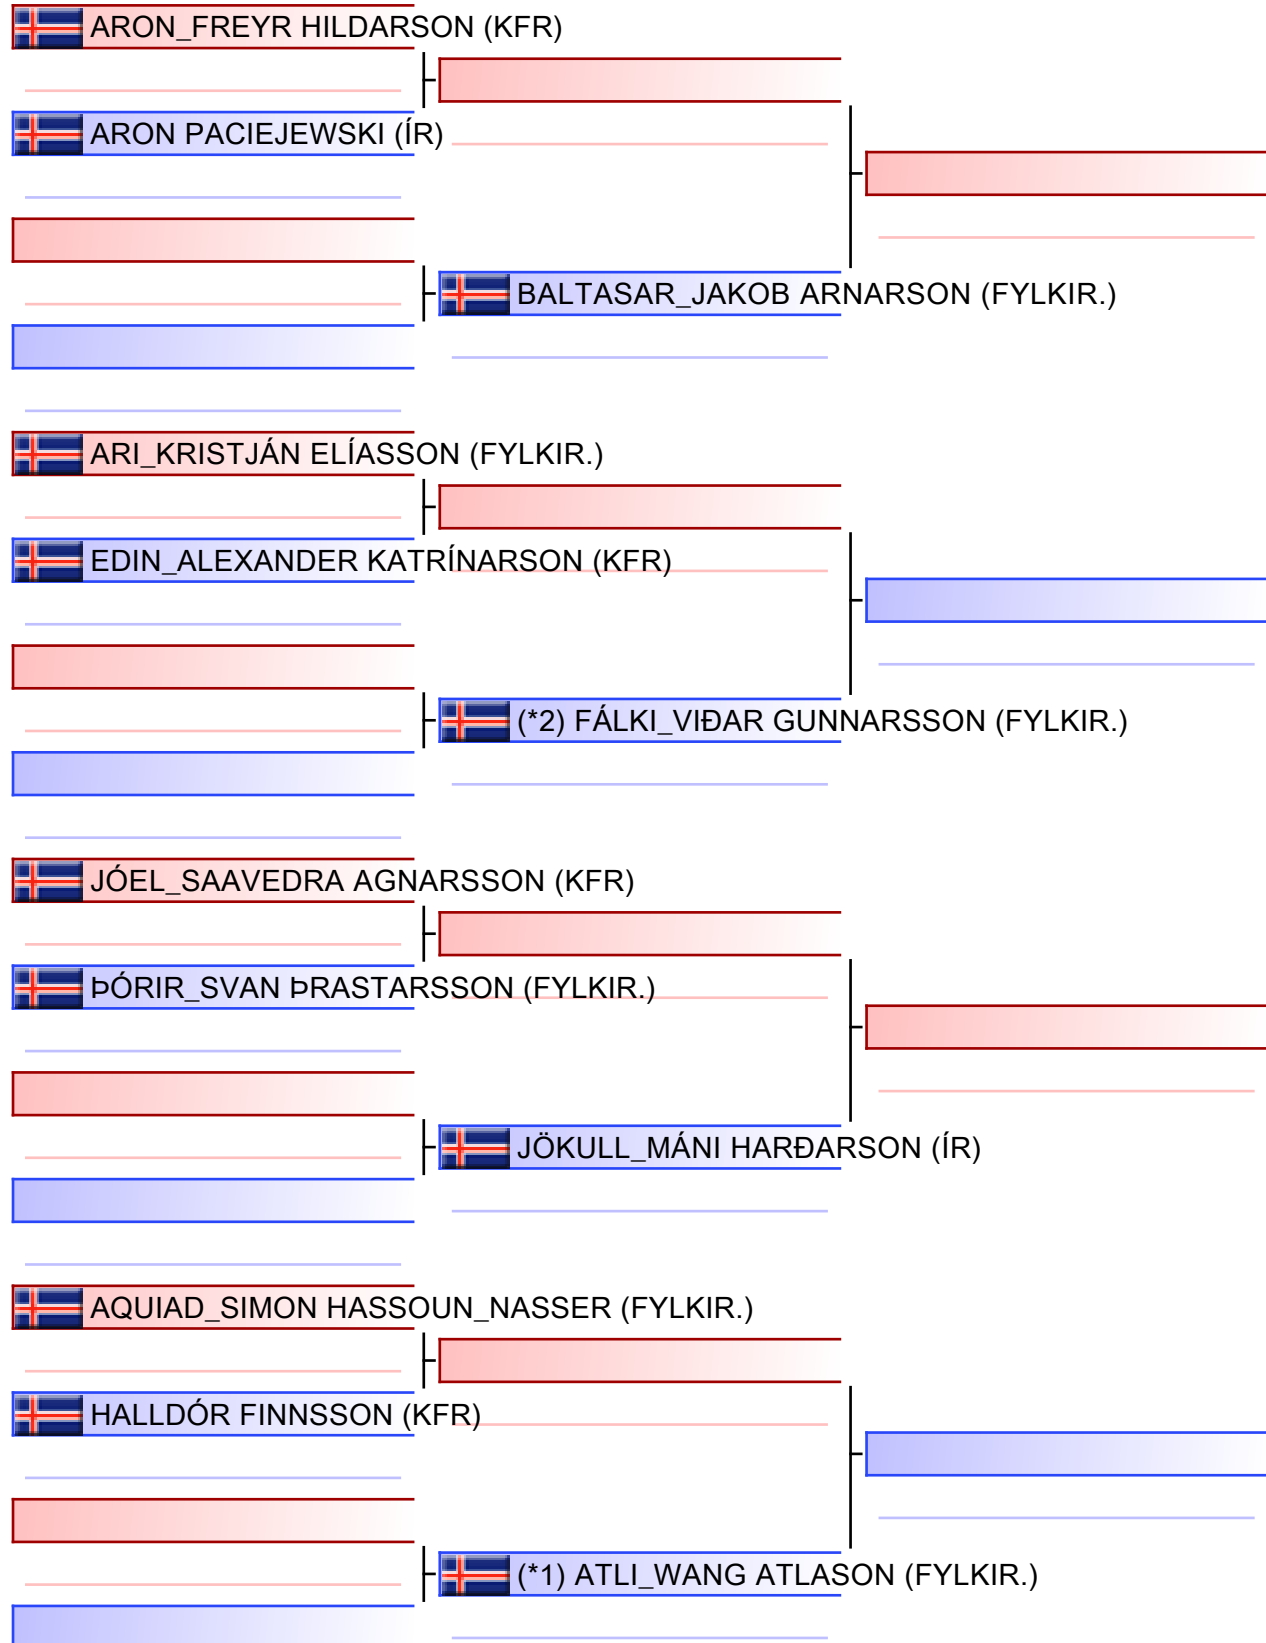 ARON_FREYR HILDARSON (KFR)
ARON PACIEJEWSKI (ÍR)
BALTASAR_JAKOB ARNARSON (FYLKIR.)
ARI_KRISTJÁN ELÍASSON (FYLKIR.)
EDIN_ALEXANDER KATRÍNARSON (KFR)
(*2) FÁLKI_VIÐAR GUNNARSSON (FYLKIR.)
JÓEL_SAAVEDRA AGNARSSON (KFR)
ÞÓRIR_SVAN ÞRASTARSSON (FYLKIR.)
JÖKULL_MÁNI HARÐARSON (ÍR)
AQUIAD_SIMON HASSOUN_NASSER (FYLKIR.)
HALLDÓR FINNSSON (KFR)
(*1) ATLI_WANG ATLASON (FYLKIR.)